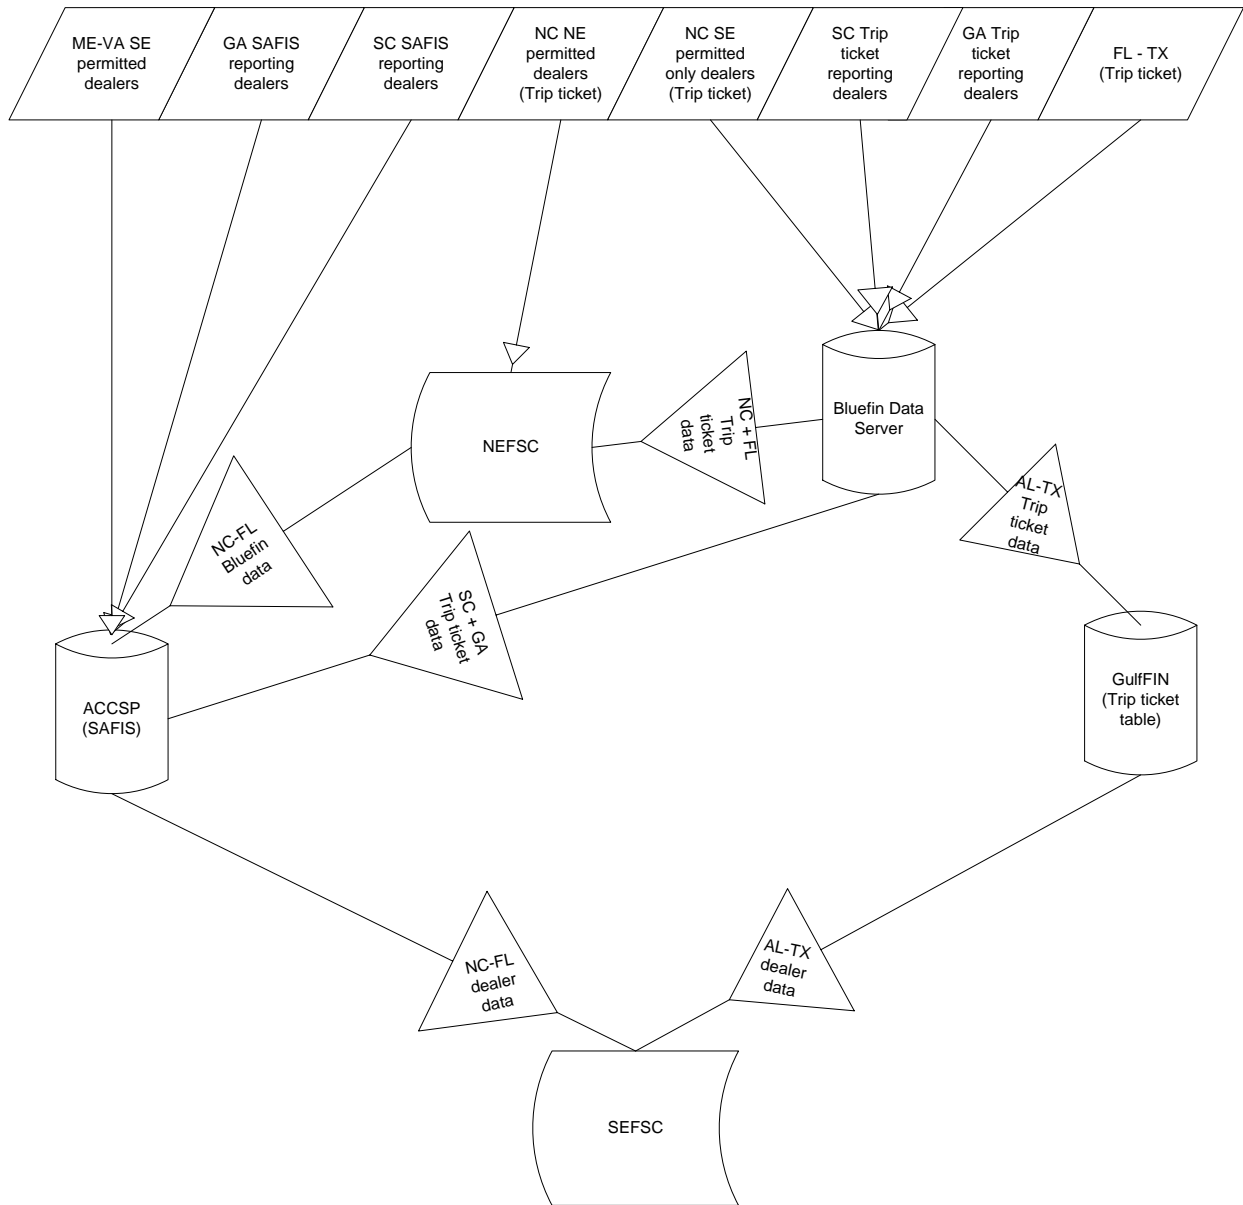 ME-VA SE
permitted
dealers
GA SAFIS
reporting
dealers
SC SAFIS
reporting
dealers
NC NE
permitted
dealers
(Trip ticket)
NC SE
permitted
only dealers
(Trip ticket)
SC Trip
ticket
reporting
dealers
GA Trip
ticket
reporting
dealers
FL - TX
(Trip ticket)
Bluefin Data
Server
NC + FL
Trip
ticket
data
NEFSC
AL-TX
Trip
ticket
data
NC-FL
Bluefin
data
SC + GA
Trip ticket
data
ACCSP
(SAFIS)
GulfFIN
(Trip ticket
table)
NC-FL
dealer
data
AL-TX
dealer
data
SEFSC